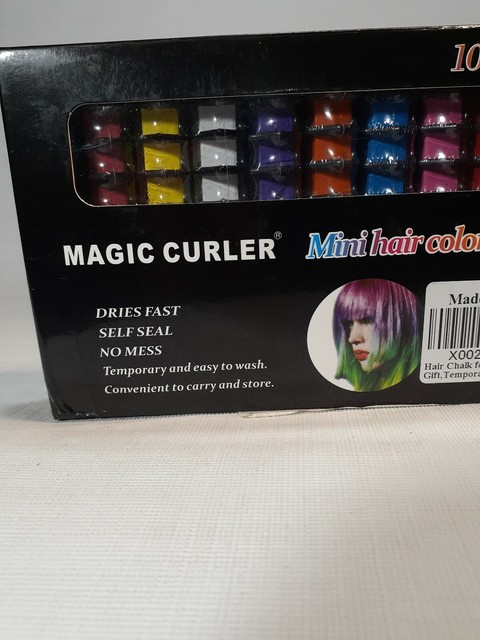 10
MAGIC CURLER®
Mini hair color
DRIES FAST
SELF SEAL
NO MESS
Temporary and easy to wash.
Convenient to carry and store.
Made
X002
Hair Chalk fo
Gift,Tempora